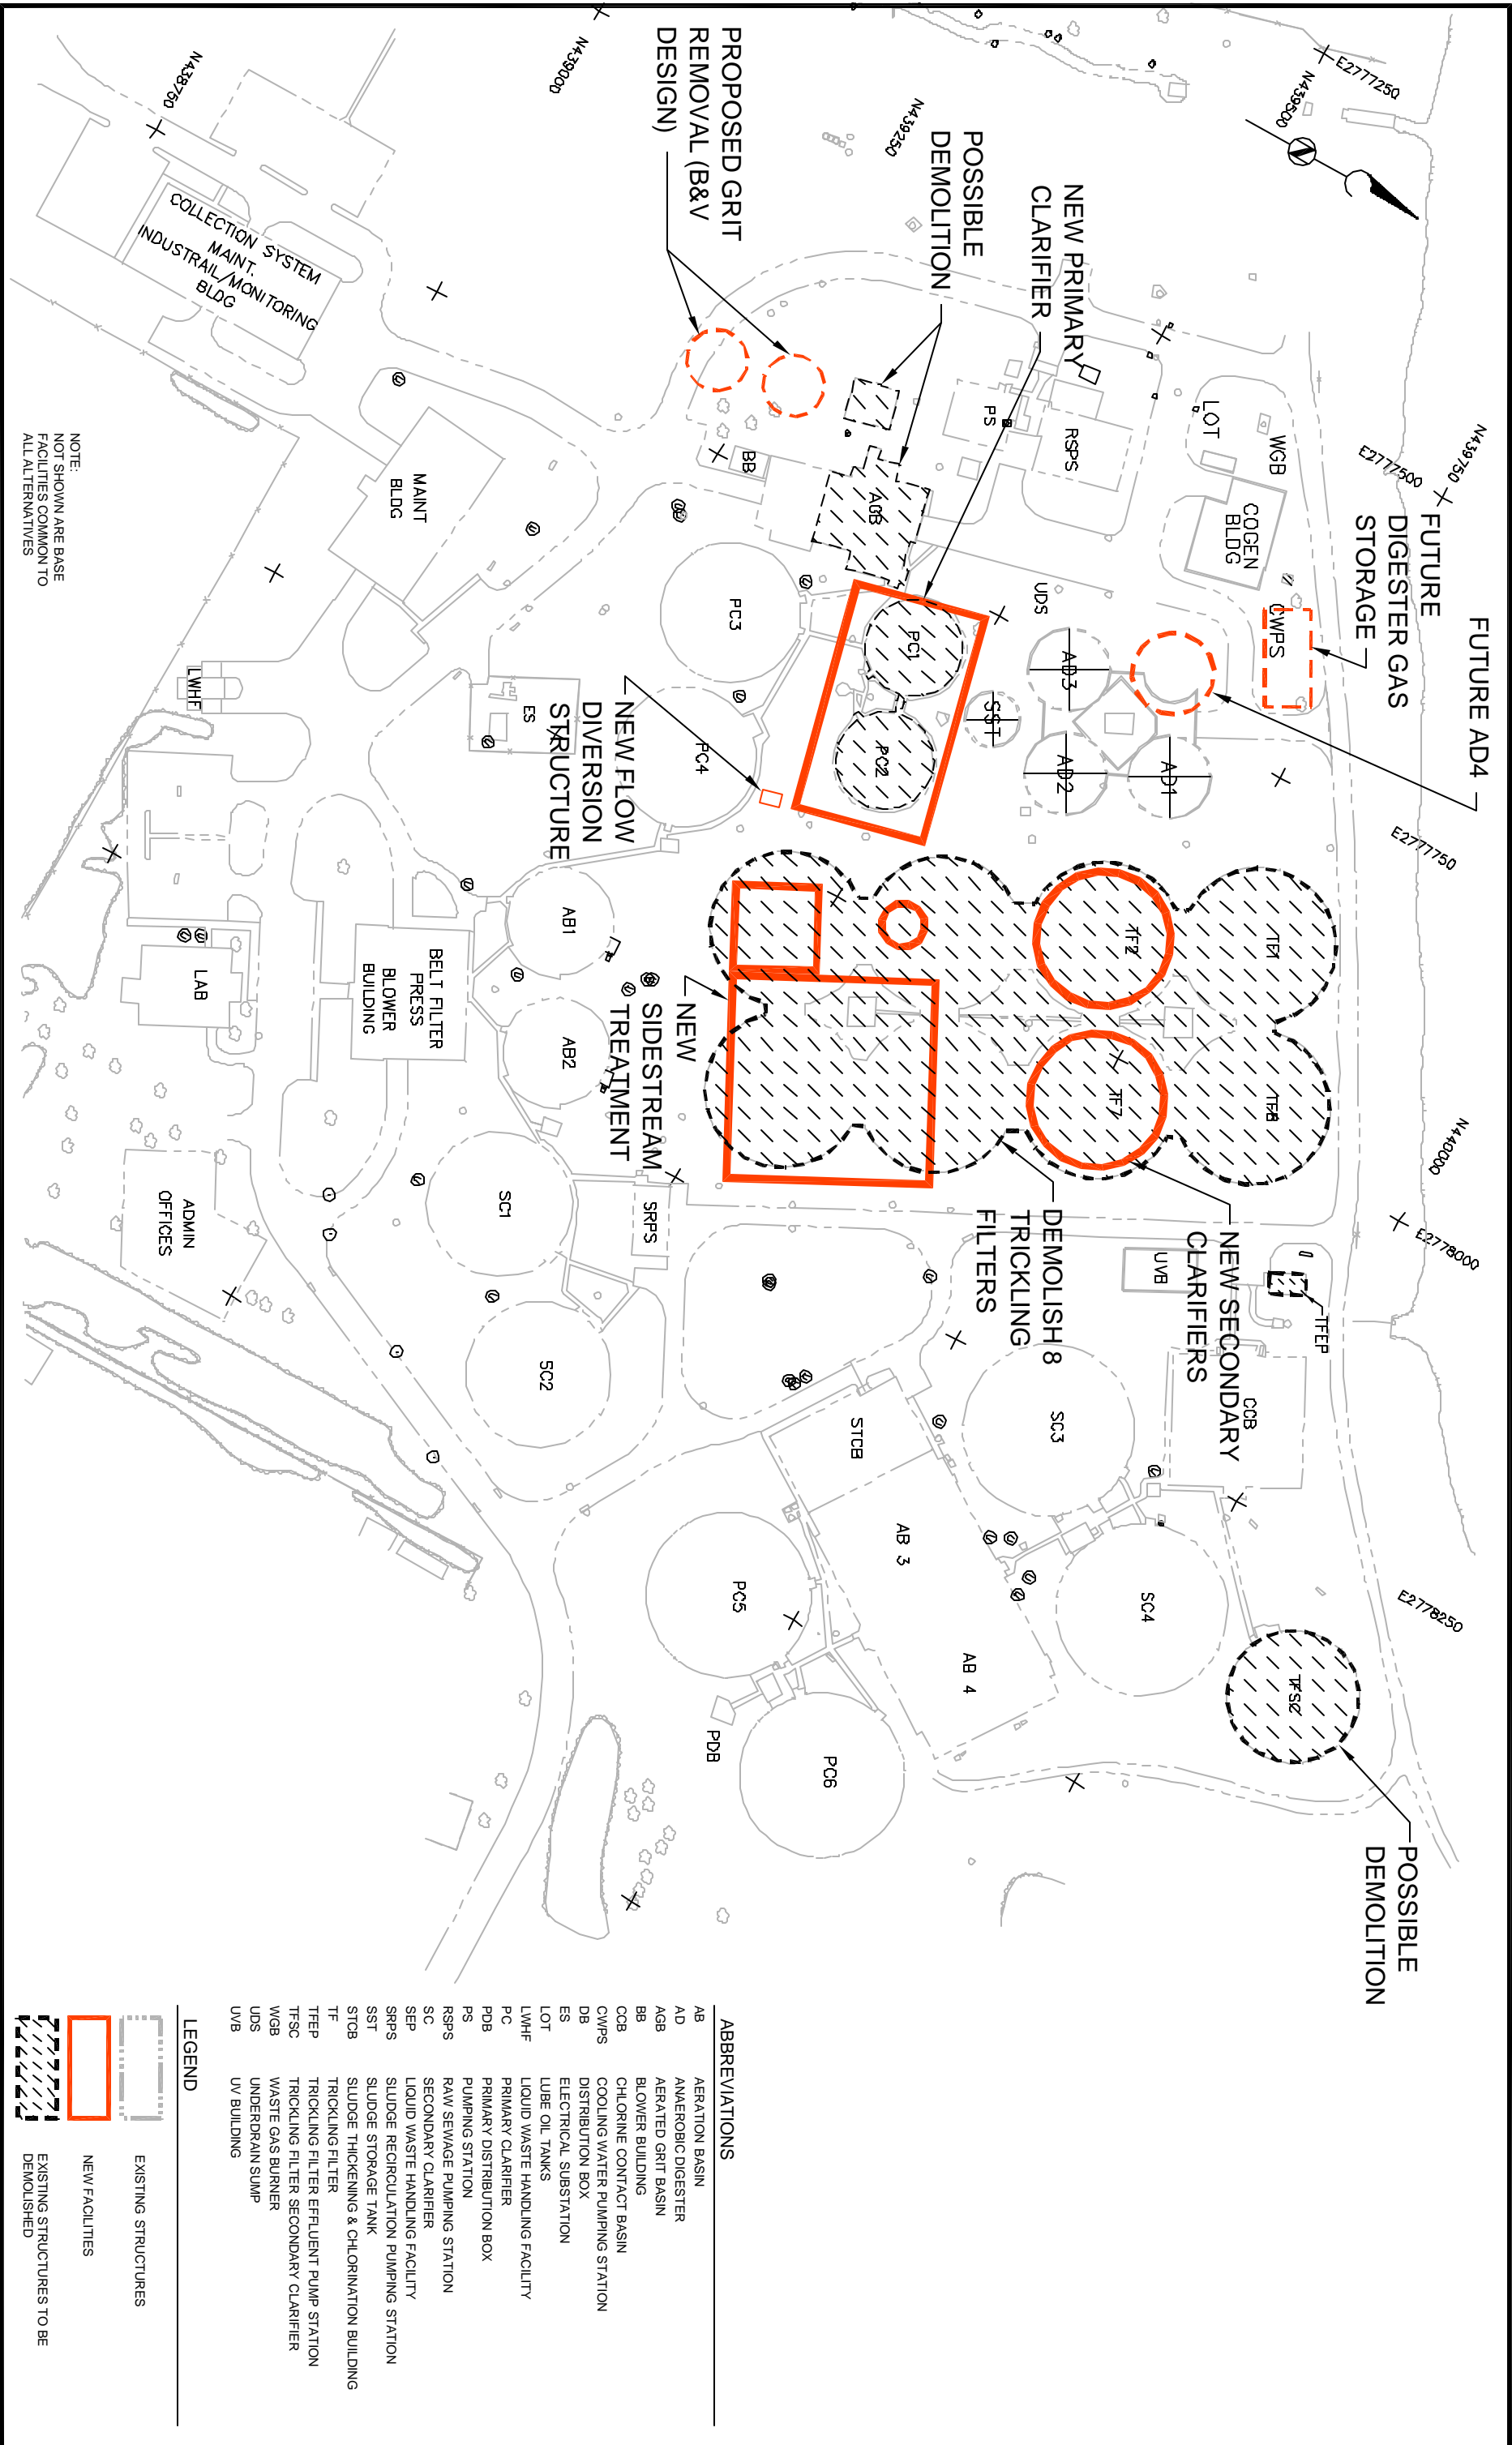 E2777250
N439500
N439000
N438750
N439250
PROPOSED GRIT
REMOVAL (B&V
DESIGN)
POSSIBLE
DEMOLITION
NEW PRIMARY
CLARIFIER
COLLECTION SYSTEM
MAINT.
INDUSTRAIL/MONITORING
BLDG
N439750
E2777500
FUTURE
DIGESTER GAS
STORAGE
FUTURE AD4
LOT
WGB
COGEN
BLDG
CWPS
PS
RSPS
BB
AGB
UDS
MAINT
BLDG
NOTE:
NOT SHOWN ARE BASE
FACILITIES COMMON TO
ALL ALTERNATIVES
PC3
PC1
PC2
PC4
AD3
AD2
AD1
SST
LWHF
ES
NEW FLOW
DIVERSION
STRUCTURE
E2777750
TF1
TF2
TF7
TF8
AB1
AB2
BELT FILTER
PRESS
BLOWER
BUILDING
LAB
NEW
SIDESTREAM
TREATMENT
N440000
E2778000
DEMOLISH 8
TRICKLING
FILTERS
NEW SECONDARY
CLARIFIERS
UVB
TFEP
CCB
ADMIN
OFFICES
SC1
SRPS
SC2
STCB
SC3
AB 3
AB 4
SC4
PC5
PC6
PDB
E2778250
TFSC
POSSIBLE
DEMOLITION
ABBREVIATIONS
AB AERATION BASIN
AD ANAEROBIC DIGESTER
AGB AERATED GRIT BASIN
BB BLOWER BUILDING
CCB CHLORINE CONTACT BASIN
CWPS COOLING WATER PUMPING STATION
DB DISTRIBUTION BOX
ES ELECTRICAL SUBSTATION
LOT LUBE OIL TANKS
LWHF LIQUID WASTE HANDLING FACILITY
PC PRIMARY CLARIFIER
PDB PRIMARY DISTRIBUTION BOX
PS PUMPING STATION
RSPS RAW SEWAGE PUMPING STATION
SC SECONDARY CLARIFIER
SEP LIQUID WASTE HANDLING FACILITY
SRPS SLUDGE RECIRCULATION PUMPING STATION
SST SLUDGE STORAGE TANK
STCB SLUDGE THICKENING & CHLORINATION BUILDING
TF TRICKLING FILTER
TFEP TRICKLING FILTER EFFLUENT PUMP STATION
TFSC TRICKLING FILTER SECONDARY CLARIFIER
WGB WASTE GAS BURNER
UDS UNDERDRAIN SUMP
UVB UV BUILDING
LEGEND
EXISTING STRUCTURES
NEW FACILITIES
EXISTING STRUCTURES TO BE
DEMOLISHED